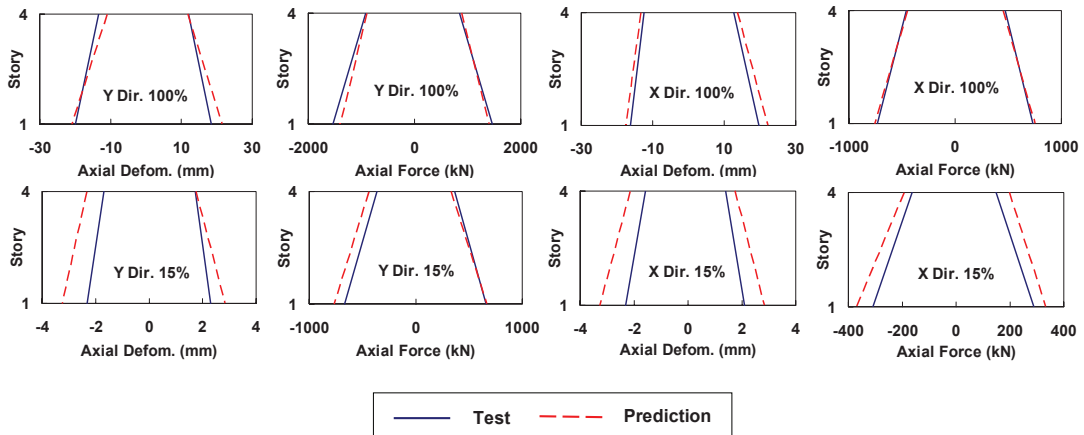 4
Story
1
Y Dir. 100%
-30 -10 10 30
Axial Defom. (mm)
4
Story
1
Y Dir. 100%
-2000 0 2000
Axial Force (kN)
4
Story
1
X Dir. 100%
-30 -10 10 30
Axial Defom. (mm)
4
Story
1
X Dir. 100%
-1000 0 1000
Axial Force (kN)
4
Story
1
Y Dir. 15%
-4 -2 0 2 4
Axial Defom. (mm)
4
Story
1
Y Dir. 15%
-1000 0 1000
Axial Force (kN)
4
Story
1
X Dir. 15%
-4 -2 0 2 4
Axial Defom. (mm)
4
Story
1
X Dir. 15%
-400 -200 0 200 400
Axial Force (kN)
Test Prediction